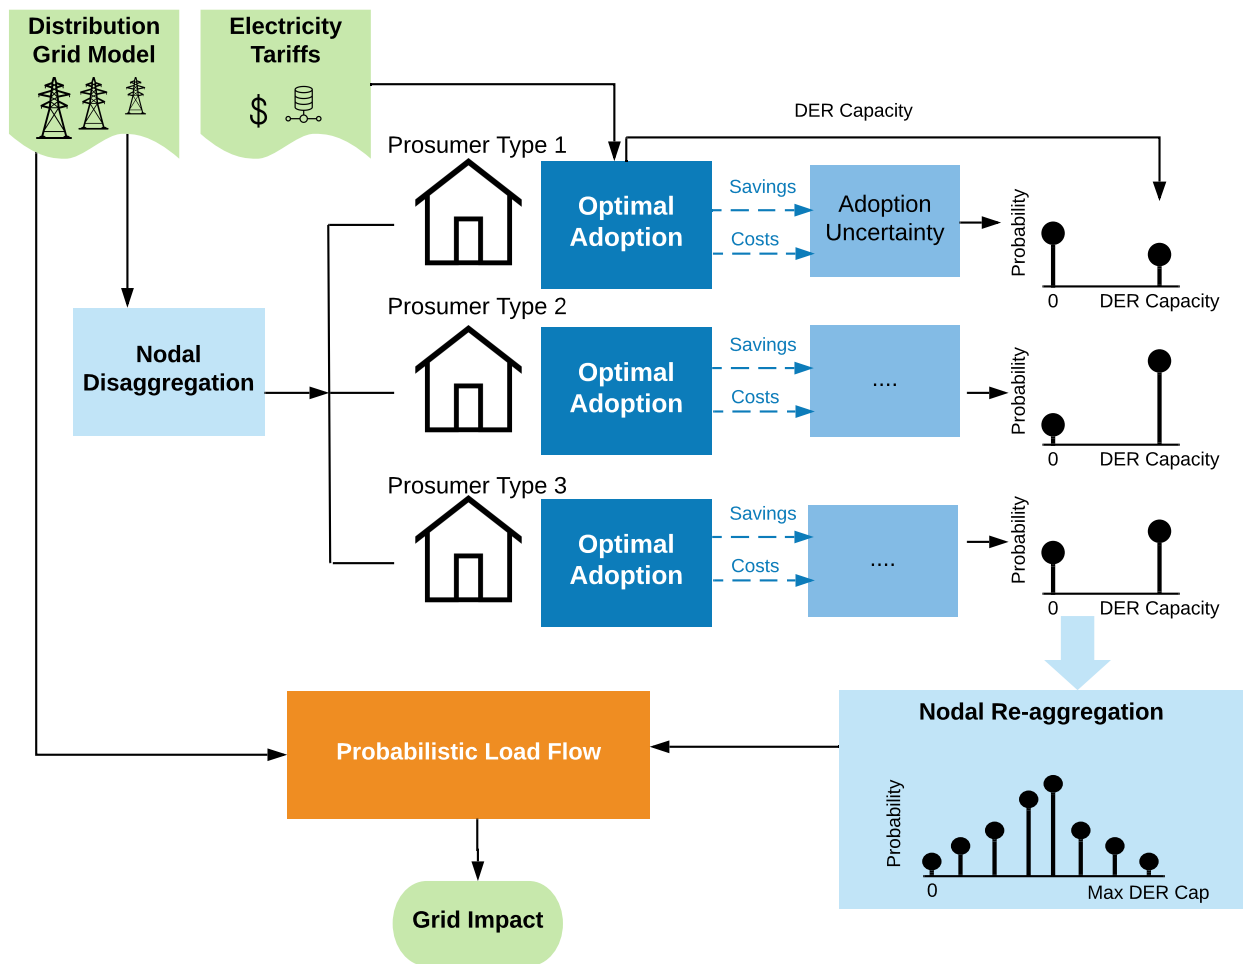 Distribution
Grid Model
Electricity
Tariffs
$
DER Capacity
Prosumer Type 1
Optimal
Adoption
Savings
Costs
Adoption
Uncertainty
Probability
0
DER Capacity
Prosumer Type 2
Nodal
Disaggregation
Optimal
Adoption
Savings
Costs
....
Probability
0
DER Capacity
Prosumer Type 3
Optimal
Adoption
Savings
Costs
....
Probability
0
DER Capacity
Nodal Re-aggregation
Probabilistic Load Flow
Probability
0
Max DER Cap
Grid Impact